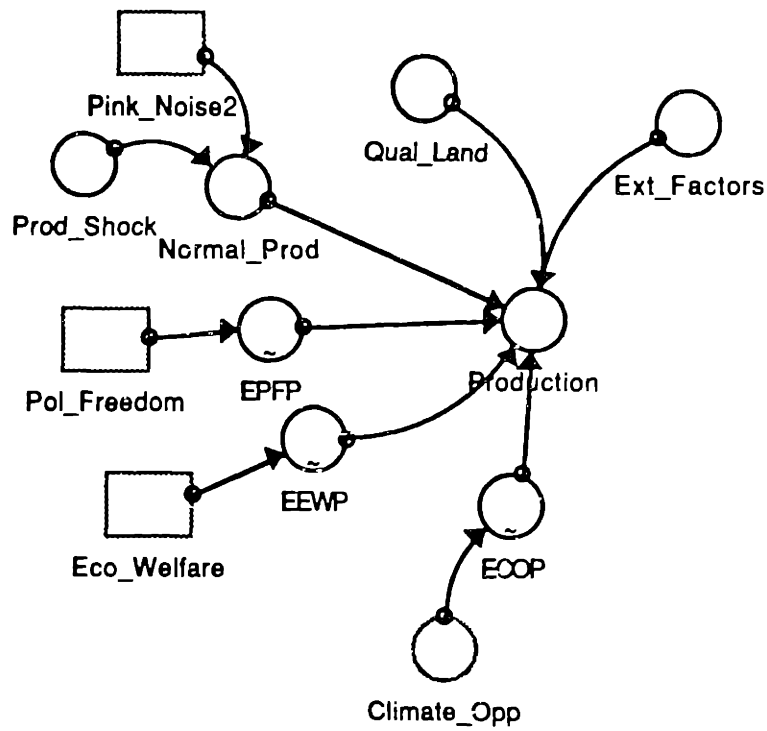 Pink_Noise2
Qual_Land
Ext_Factors
Prod_Shock
Normal_Prod
Pol_Freedom
EPFP
Production
EEWP
Eco_Welfare
ECOP
Climate_Opp